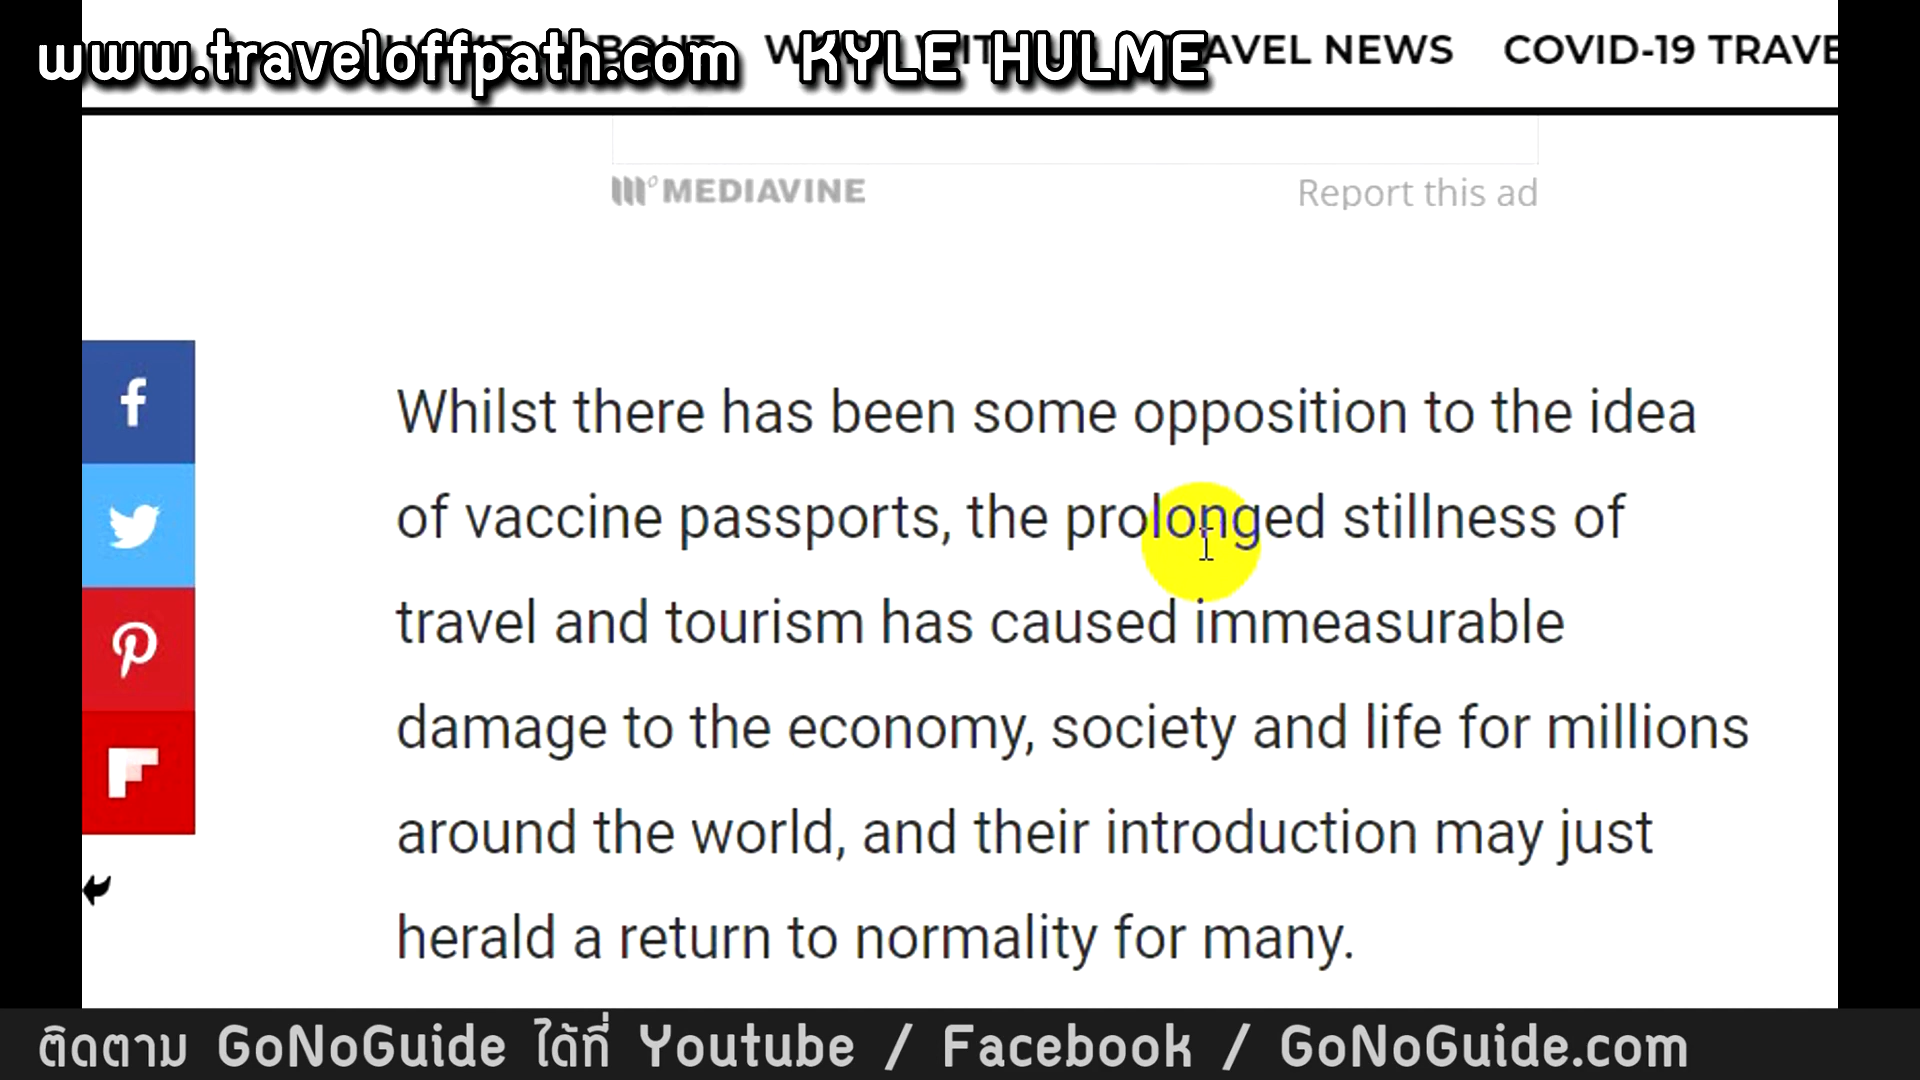 www.traveloffpath.com KYLE HULME
TRAVEL NEWS COVID-19 TRAVE
MEDIAVINE Report this ad
Whilst there has been some opposition to the idea
of vaccine passports, the prolonged stillness of
travel and tourism has caused immeasurable
damage to the economy, society and life for millions
around the world, and their introduction may just
herald a return to normality for many.
ติดตาม GoNoGuide ได้ที่ Youtube / Facebook / GoNoGuide.com